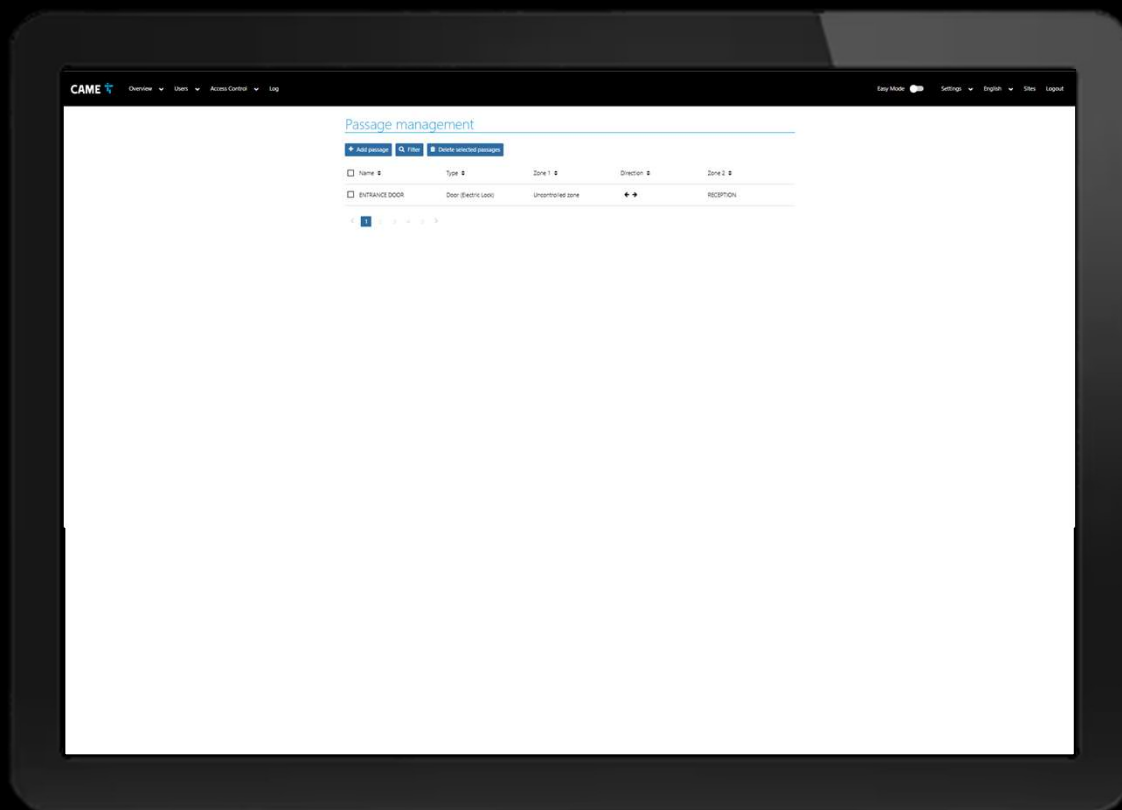 CAME Overview Users Access Control Log Easy Mode Settings English Sites Logout
Passage management
Add passage Filter Delete selected passages
Name Type Zone 1 Direction Zone 2
ENTRANCE DOOR Door (Electric Lock) Uncontrolled zone RECEPTION
1